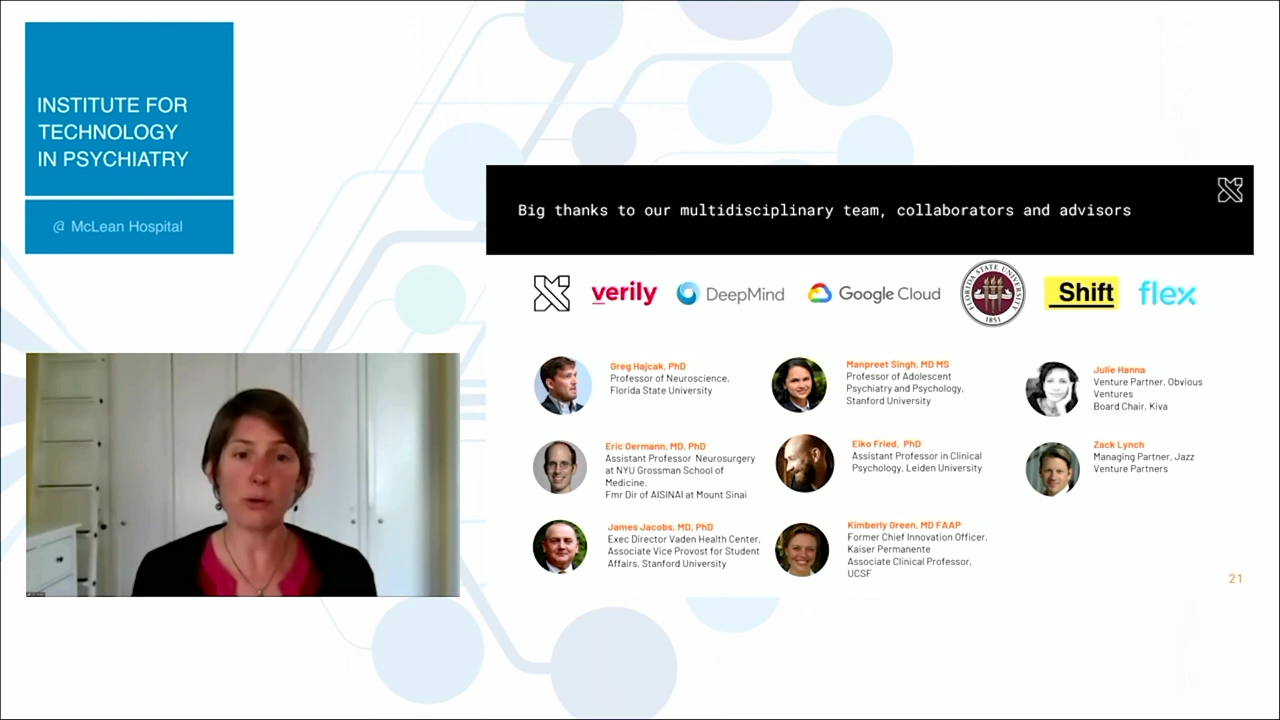 INSTITUTE FOR
TECHNOLOGY
IN PSYCHIATRY
@ McLean Hospital
Big thanks to our multidisciplinary team, collaborators and advisors
verily
DeepMind
Google Cloud
FLORIDA STATE UNIVERSITY
1851
Shift
flex
Greg Hajcak, PhD
Professor of Neuroscience,
Florida State University
Manpreet Singh, MD MS
Professor of Adolescent
Psychiatry and Psychology,
Stanford University
Julie Hanna
Venture Partner, Obvious
Ventures
Board Chair, Kiva
Eric Oermann, MD, PhD
Assistant Professor Neurosurgery
at NYU Grossman School of
Medicine.
Fmr Dir of AISINAI at Mount Sinai
Eiko Fried, PhD
Assistant Professor in Clinical
Psychology, Leiden University
Zack Lynch
Managing Partner, Jazz
Venture Partners
James Jacobs, MD, PhD
Exec Director Vaden Health Center,
Associate Vice Provost for Student
Affairs, Stanford University
Kimberly Green, MD FAAP
Former Chief Innovation Officer,
Kaiser Permanente
Associate Clinical Professor,
UCSF
21